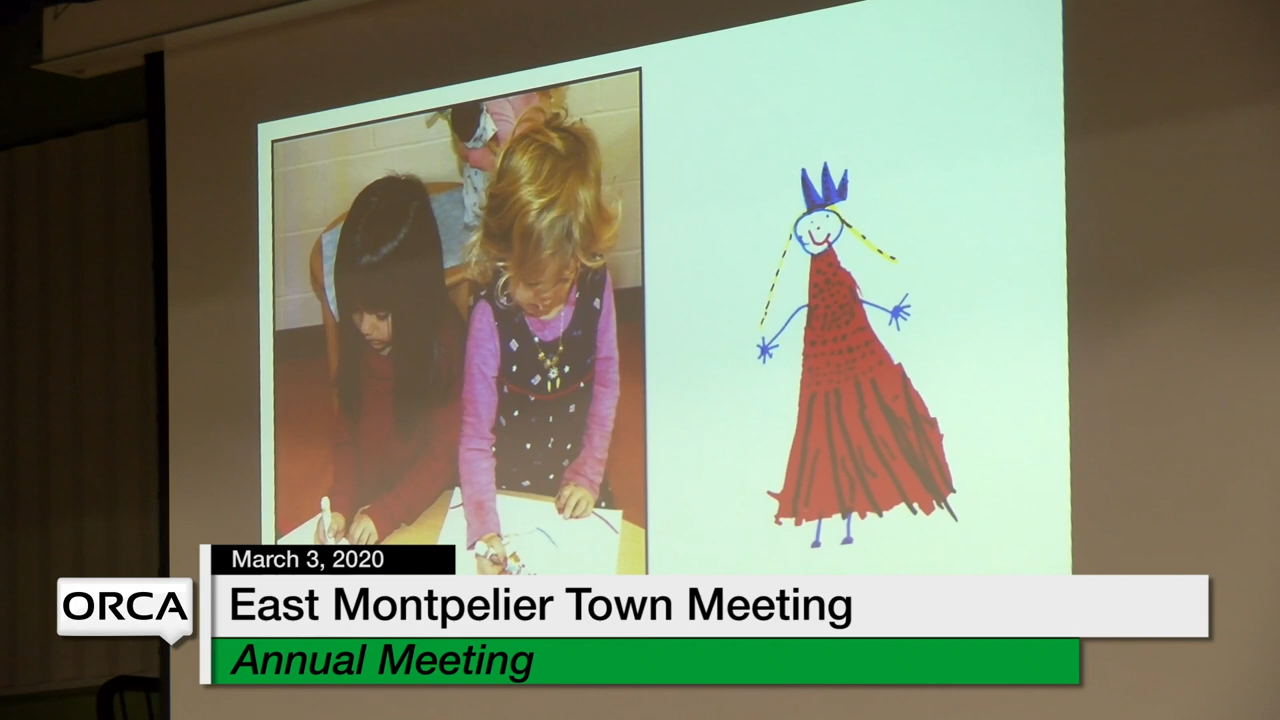 March 3, 2020
ORCA
East Montpelier Town Meeting
Annual Meeting